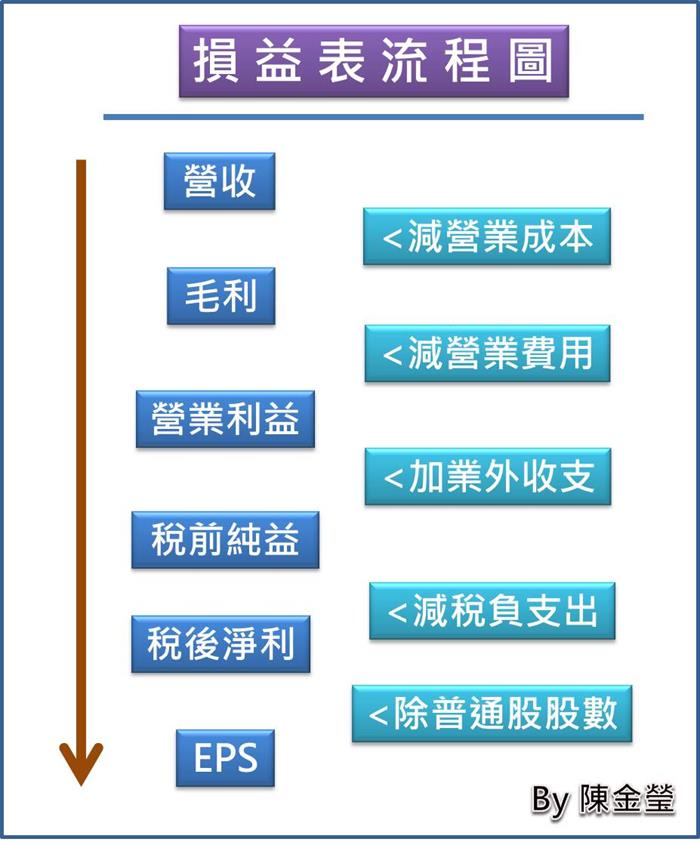 損益表流程圖
營收
<減營業成本
毛利
<減營業費用
營業利益
<加業外收支
稅前純益
<減稅負支出
稅後淨利
<除普通股股數
EPS
By 陳金瑩